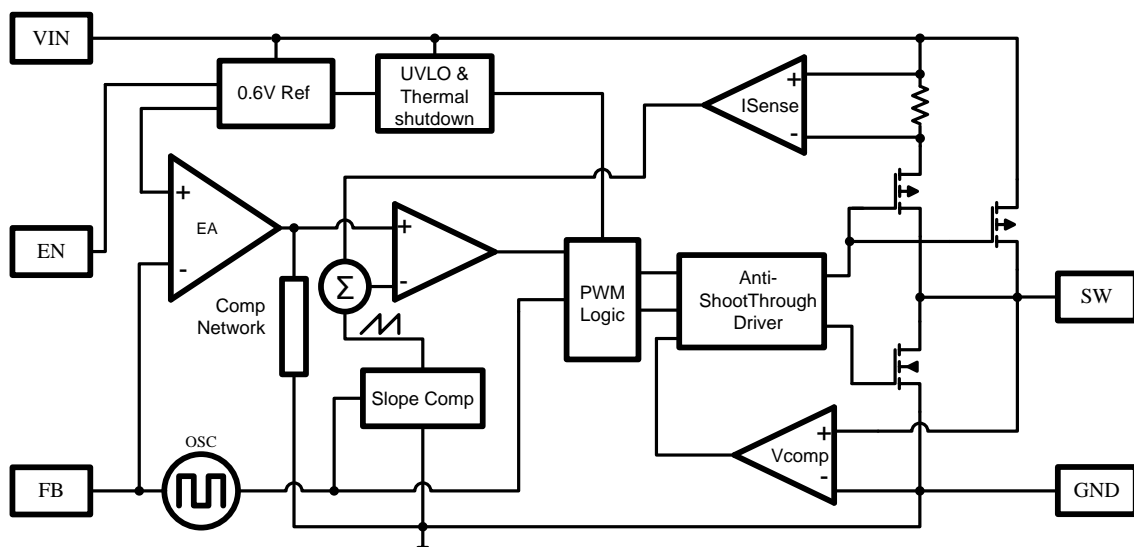 VIN
0.6V Ref
UVLO &
Thermal
shutdown
+
ISense
-
+
EA
-
EN
+
-
Σ
Comp
Network
PWM
Logic
Anti-
ShootThrough
Driver
SW
Slope Comp
OSC
FB
+
Vcomp
-
GND